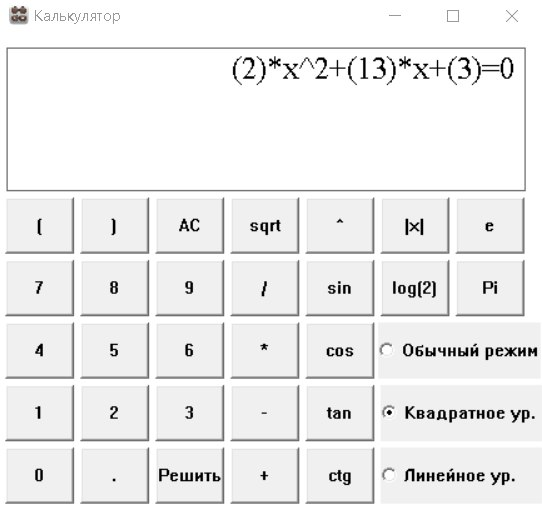 Калькулятор
(2)*x^2+(13)*x+(3)=0
( ) AC sqrt ^ |x| e
7 8 9 / sin log(2) Pi
4 5 6 * cos Обычный режим
1 2 3 - tan Квадратное ур.
0 . Решить + ctg Линейное ур.